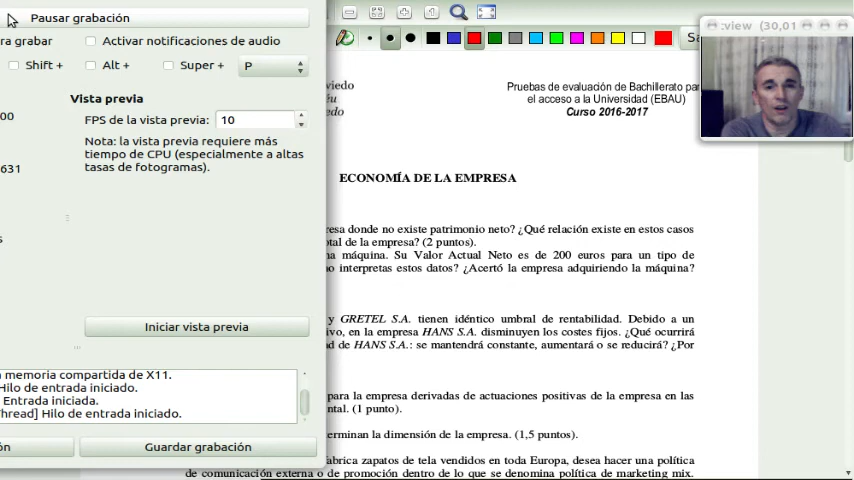 Pausar grabación
ra grabar
Activar notificaciones de audio
Shift +
Alt +
Super +
P
00
Vista previa
FPS de la vista previa:
10
Nota: la vista previa requiere más
tiempo de CPU (especialmente a altas
tasas de fotogramas).
631
s
Iniciar vista previa
memoria compartida de X11.
Hilo de entrada iniciado.
Entrada iniciada.
Thread] Hilo de entrada iniciado.
ón
Guardar grabación
Sa
:view (30,01
viedo
éu
edo
Pruebas de evaluación de Bachillerato par
el acceso a la Universidad (EBAU)
Curso 2016-2017
ECONOMÍA DE LA EMPRESA
resa donde no existe patrimonio neto? ¿Qué relación existe en estos casos
otal de la empresa? (2 puntos).
na máquina. Su Valor Actual Neto es de 200 euros para un tipo de
no interpretas estos datos? ¿Acertó la empresa adquiriendo la máquina?
y GRETEL S.A. tienen idéntico umbral de rentabilidad. Debido a un
ivo, en la empresa HANS S.A. disminuyen los costes fijos. ¿Qué ocurrirá
d de HANS S.A.: se mantendrá constante, aumentará o se reducirá? ¿Por
para la empresa derivadas de actuaciones positivas de la empresa en las
ntal. (1 punto).
terminan la dimensión de la empresa. (1,5 puntos).
fabrica zapatos de tela vendidos en toda Europa, desea hacer una política
de comunicación externa o de promoción dentro de lo que se denomina política de marketing mix.